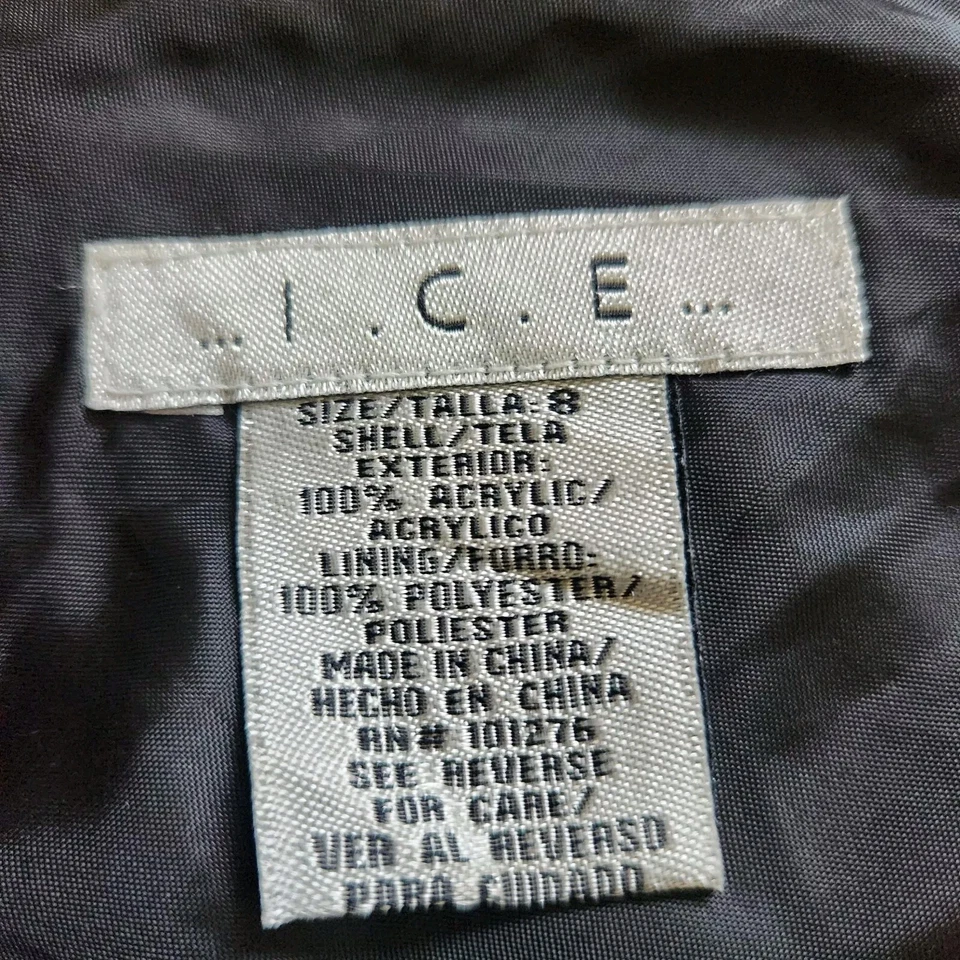 ... I . C . E ...
SIZE/TALLA: 8
SHELL/TELA
EXTERIOR:
100% ACRYLIC/
ACRYLICO
LINING/FORRO:
100% POLYESTER/
POLIESTER
MADE IN CHINA/
HECHO EN CHINA
RN# 101276
SEE REVERSE
FOR CARE/
VER AL REVERSO
PARA CUIDADO